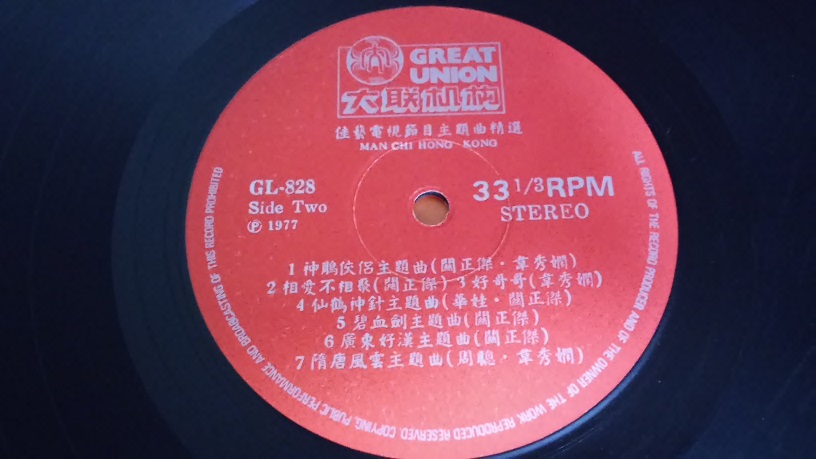 GREAT
UNION
大联机构
佳藝電視節目主題曲精選
MAN CHI HONG KONG
GL-828
Side Two
Ⓟ 1977
33 1/3 RPM
STEREO
1 神鵰俠侶主題曲(關正傑·韋秀嫻)
2 相愛不相聚(關正傑) 3 好哥哥(韋秀嫻)
4 仙鶴神針主題曲(華娃·關正傑)
5 碧血劍主題曲(關正傑)
6 廣東好漢主題曲(關正傑)
7 隋唐風雲主題曲(周聰·韋秀嫻)
ALL RIGHTS OF THE RECORD PRODUCER AND OF THE OWNER OF THE WORK REPRODUCED RESERVED. COPYING, PUBLIC PERFORMANCE AND BROADCASTING OF THIS RECORD PROHIBITED